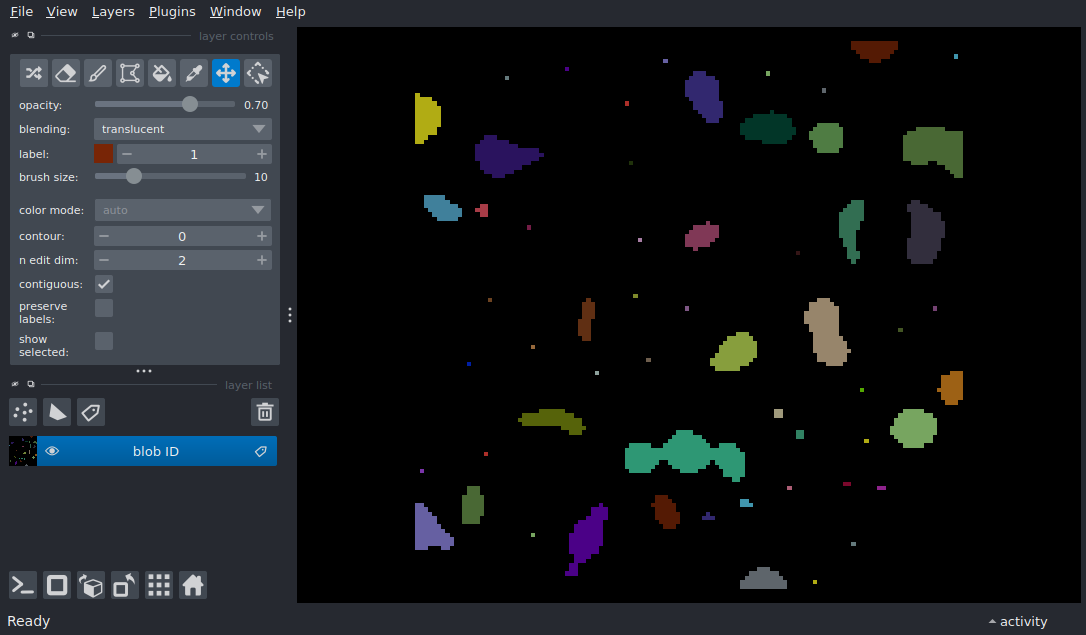 File View Layers Plugins Window Help
layer controls
opacity: 0.70
blending: translucent
label: 1
brush size: 10
color mode: auto
contour: 0
n edit dim: 2
contiguous:
preserve
labels:
show
selected:
layer list
blob ID
Ready
activity